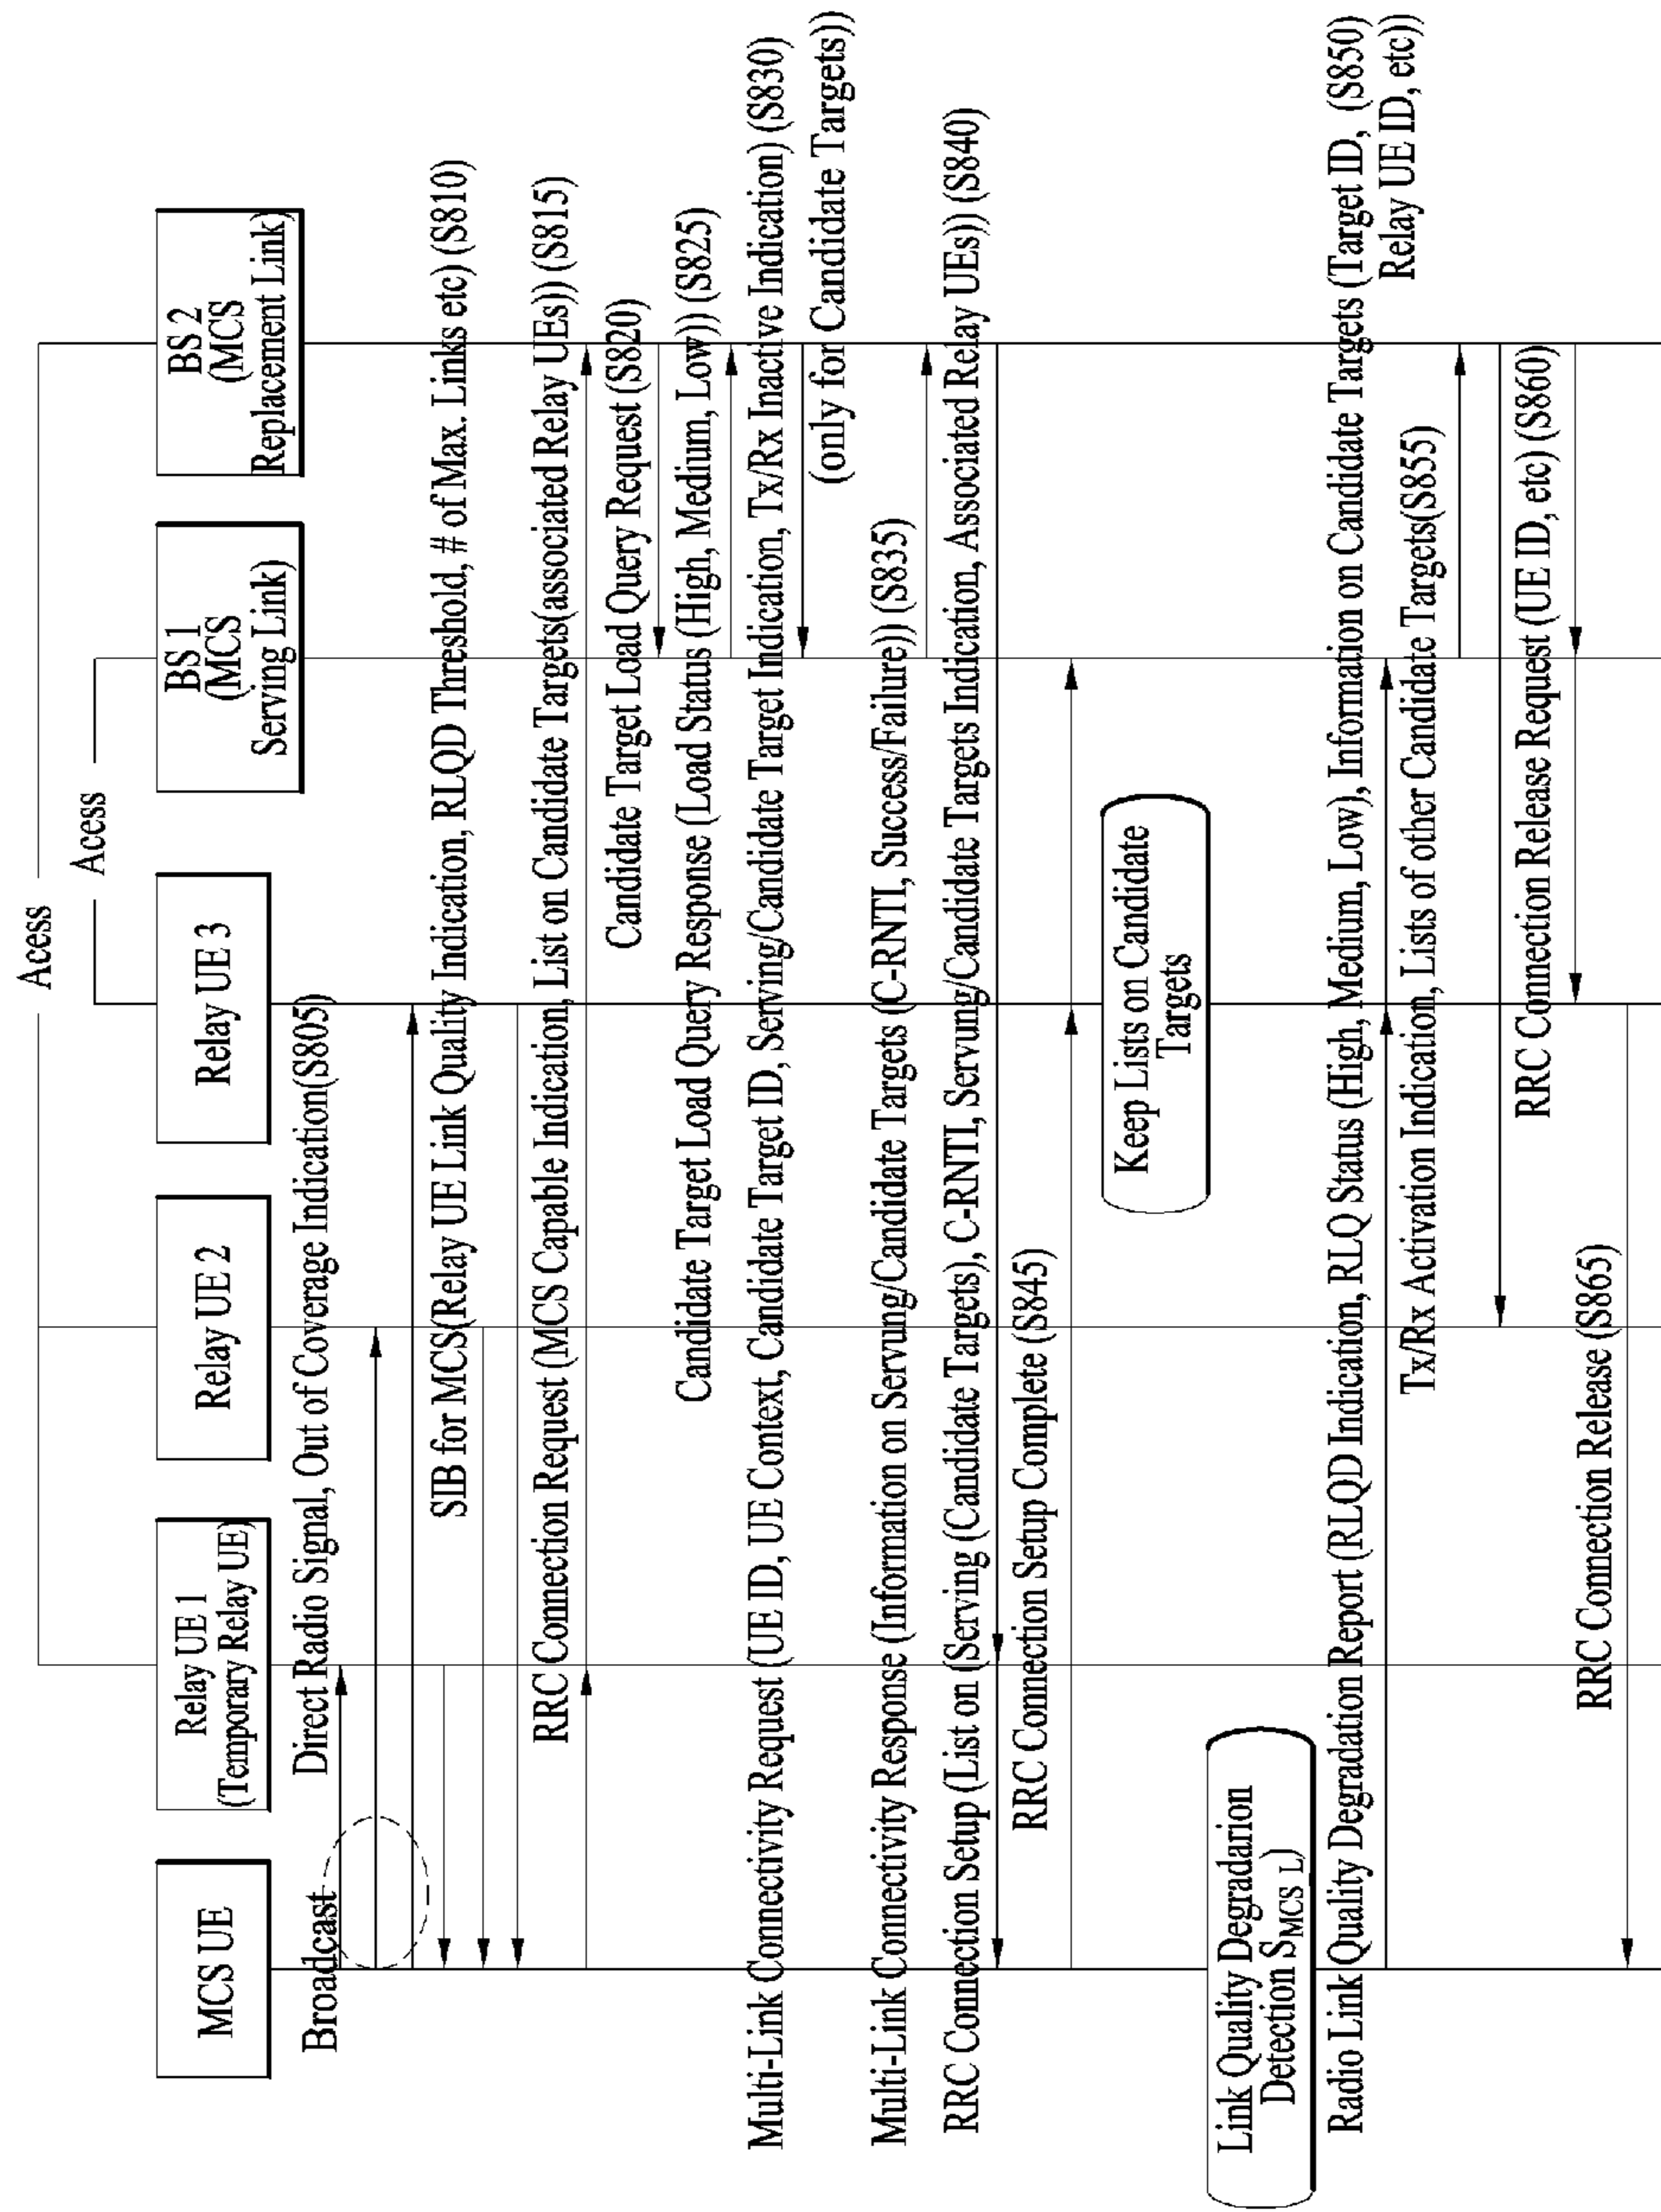 Acess
Acess
MCS UE
Relay UE 1
(Temporary Relay UE)
Relay UE 2
Relay UE 3
BS 1
(MCS
Serving Link)
BS 2
(MCS
Replacement Link)
Broadcast
Direct Radio Signal, Out of Coverage Indication(S805)
SIB for MCS(Relay UE Link Quality Indication, RLQD Threshold, # of Max. Links etc) (S810)
RRC Connection Request (MCS Capable Indication, List on Candidate Targets(associated Relay UEs)) (S815)
Candidate Target Load Query Request (S820)
Candidate Target Load Query Response (Load Status (High, Medium, Low)) (S825)
Multi-Link Connectivity Request (UE ID, UE Context, Candidate Target ID, Serving/Candidate Target Indication, Tx/Rx Inactive Indication) (S830)
(only for Candidate Targets))
Multi-Link Connectivity Response (Information on Servung/Candidate Targets (C-RNTI, Success/Failure)) (S835)
RRC Connection Setup (List on (Serving (Candidate Targets), C-RNTI, Servung/Candidate Targets Indication, Associated Relay UEs)) (S840)
RRC Connection Setup Complete (S845)
Keep Lists on Candidate
Targets
Link Quality Degradarion
Detection SMCS L)
Radio Link Quality Degradation Report (RLQD Indication, RLQ Status (High, Medium, Low), Information on Candidate Targets (Target ID, (S850)
Relay UE ID, etc))
Tx/Rx Activation Indication, Lists of other Candidate Targets(S855)
RRC Connection Release Request (UE ID, etc) (S860)
RRC Connection Release (S865)